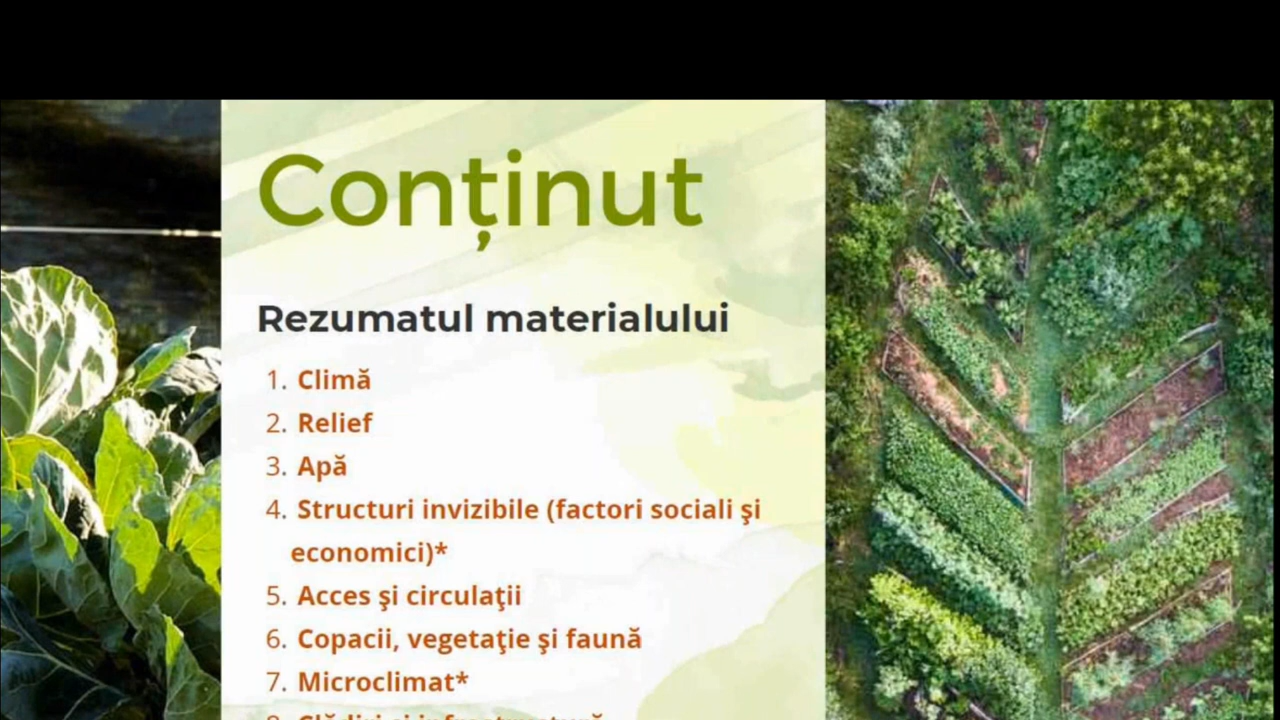 Conținut
Rezumatul materialului
1. Climă
2. Relief
3. Apă
4. Structuri invizibile (factori sociali şi
economici)*
5. Acces şi circulaţii
6. Copacii, vegetaţie şi faună
7. Microclimat*